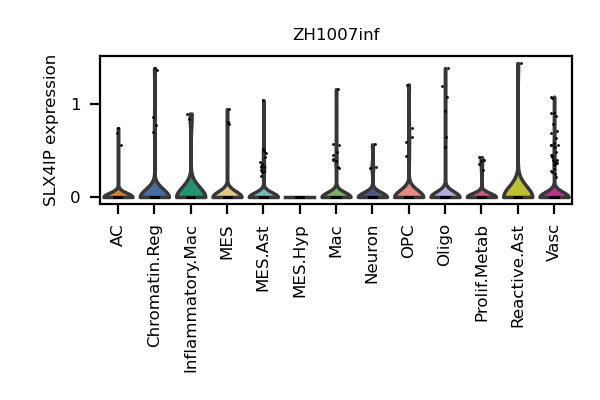 ZH1007inf
SLX4IP expression
1
0
AC
Chromatin.Reg
Inflammatory.Mac
MES
MES.Ast
MES.Hyp
Mac
Neuron
OPC
Oligo
Prolif.Metab
Reactive.Ast
Vasc